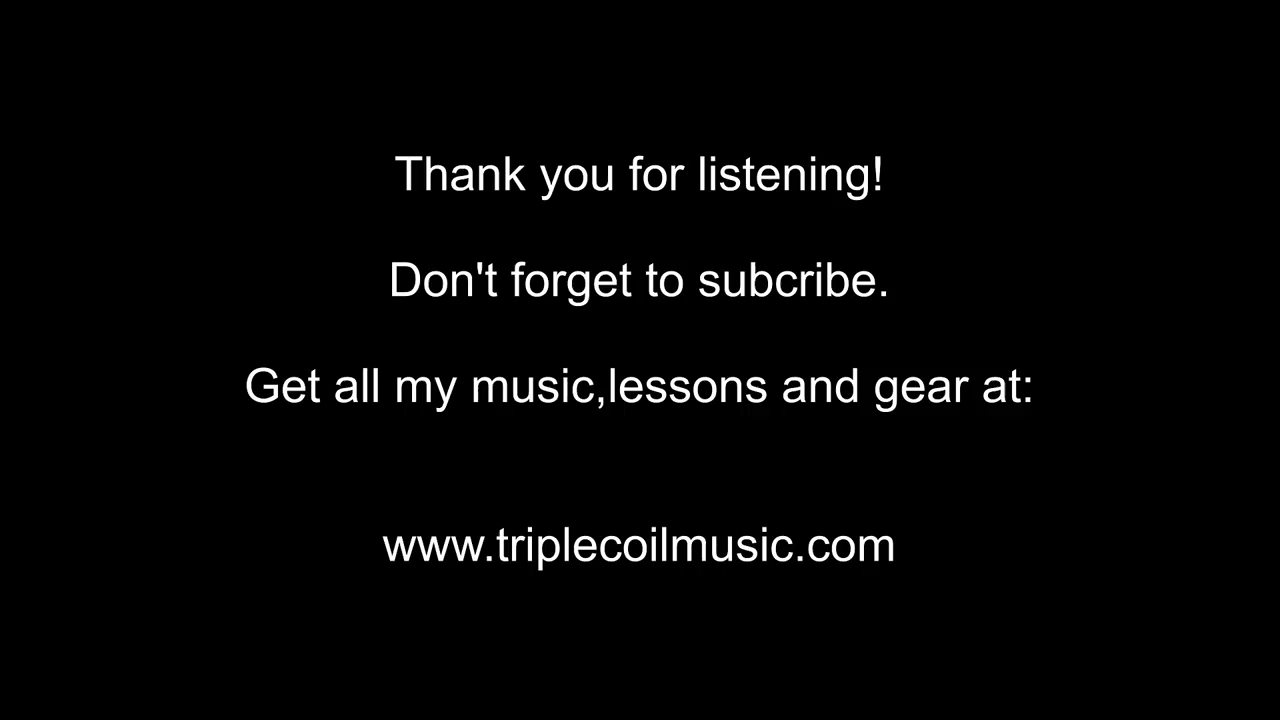 Thank you for listening!
Don't forget to subcribe.
Get all my music,lessons and gear at:
www.triplecoilmusic.com